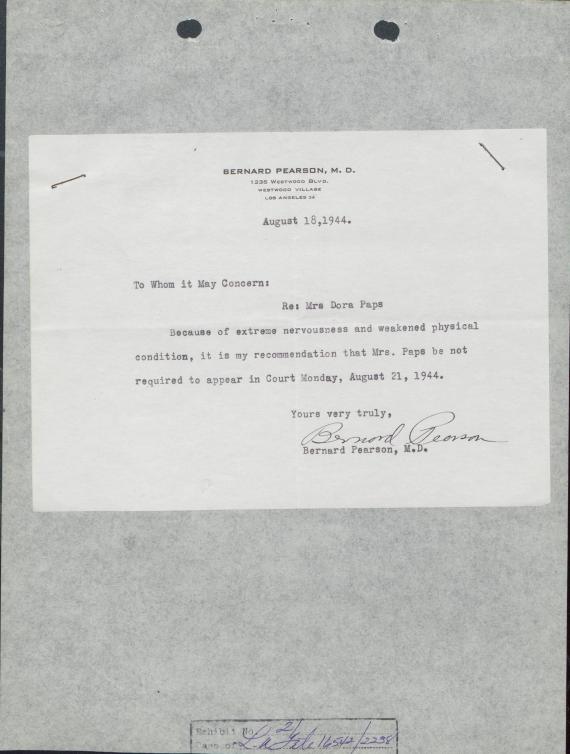 BERNARD PEARSON, M. D.
1235 WESTWOOD BLVD.
WESTWOOD VILLAGE
LOS ANGELES 24
August 18,1944.
To Whom it May Concern:
Re: Mrs Dora Paps
Because of extreme nervousness and weakened physical
condition, it is my recommendation that Mrs. Paps be not
required to appear in Court Monday, August 21, 1944.
Yours very truly,
Bernard Pearson
Bernard Pearson, M.D.
Exhibit No. 2
Case of 16542/2238